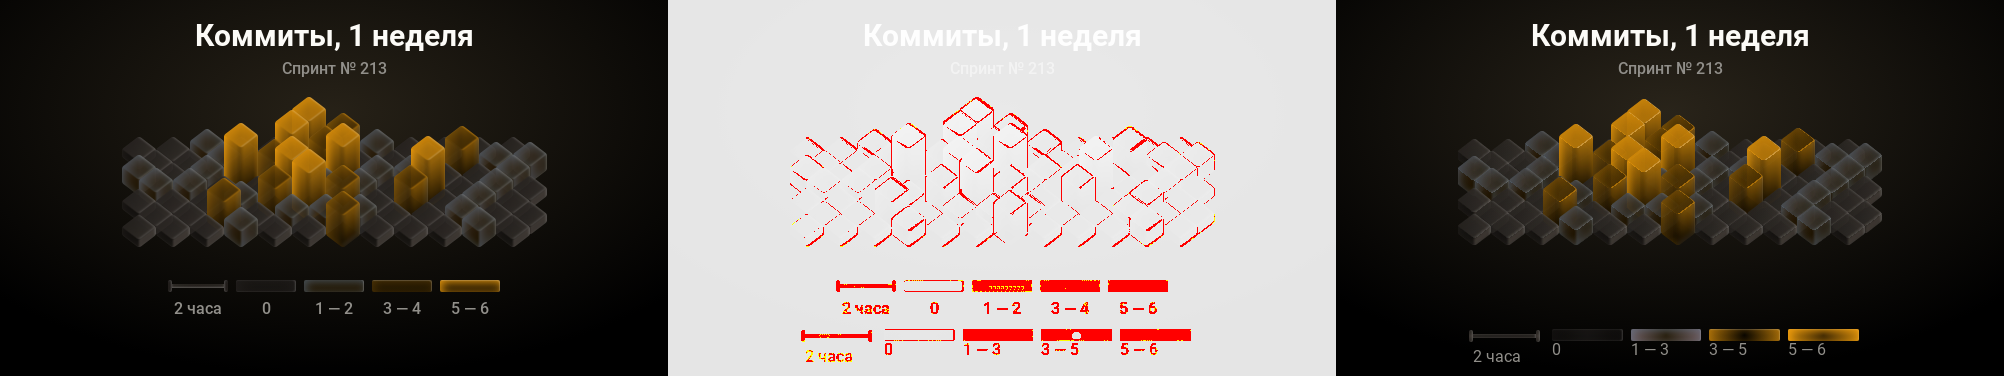 Коммиты, 1 неделя
Спринт № 213
2 часа 0 1 — 2 3 — 4 5 — 6
Коммиты, 1 неделя
Спринт № 213
2 часа 0 1 — 2 3 — 4 5 — 6
2 часа 0 1 — 3 3 — 5 5 — 6
Коммиты, 1 неделя
Спринт № 213
2 часа 0 1 — 3 3 — 5 5 — 6